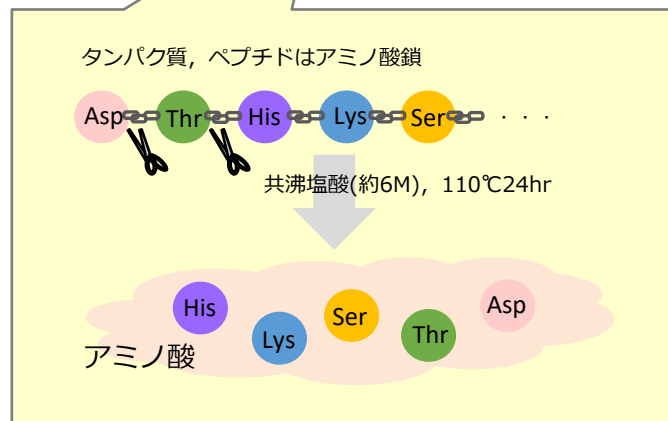 タンパク質，ペプチドはアミノ酸鎖
Asp Thr His Lys Ser ・・・
共沸塩酸(約6M)，110℃24hr
His Lys Ser Thr Asp
アミノ酸